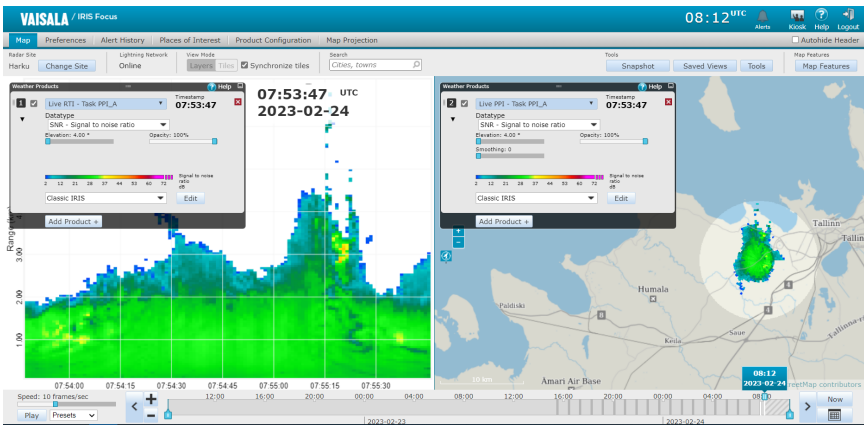 VAISALA / IRIS Focus
08:12 UTC
Alerts
Kiosk
Help
Logout
Map
Preferences
Alert History
Places of Interest
Product Configuration
Map Projection
Autohide Header
Radar Site
Harku
Change Site
Lightning Network
Online
View Mode
Layers
Tiles
Synchronize tiles
Search
Cities, towns
Tools
Snapshot
Saved Views
Tools
Map Features
Map Features
Weather Products
Help
1
Live RTI - Task PPI_A
Timestamp
07:53:47
Datatype
SNR - Signal to noise ratio
Elevation: 4.00 °
Opacity: 100%
2 12 21 28 37 44 53 60 72
Signal to noise
ratio
dB
Classic IRIS
Edit
Add Product +
07:53:47 UTC
2023-02-24
Range
4
3.00
2.00
1.00
07:54:00 07:54:15 07:54:30 07:54:45 07:55:00 07:55:15 07:55:30
Weather Products
Help
2
Live PPI - Task PPI_A
Timestamp
07:53:47
Datatype
SNR - Signal to noise ratio
Elevation: 4.00 °
Opacity: 100%
Smoothing: 0
2 12 21 28 37 44 53 60 72
Signal to noise
ratio
dB
Classic IRIS
Edit
Add Product +
+
−
Tallinn
Tallin
Humala
Paldiski
8
4
4
Saue
Keila
Vallinna-r
Ämari Air Base
10 km
08:12
2023-02-24
reetMap contributors
Speed: 10 frames/sec
Play
Presets
12:00 16:00 20:00 00:00 04:00 08:00 12:00 16:00 20:00 00:00 04:00 08:00
2023-02-23
2023-02-24
Now